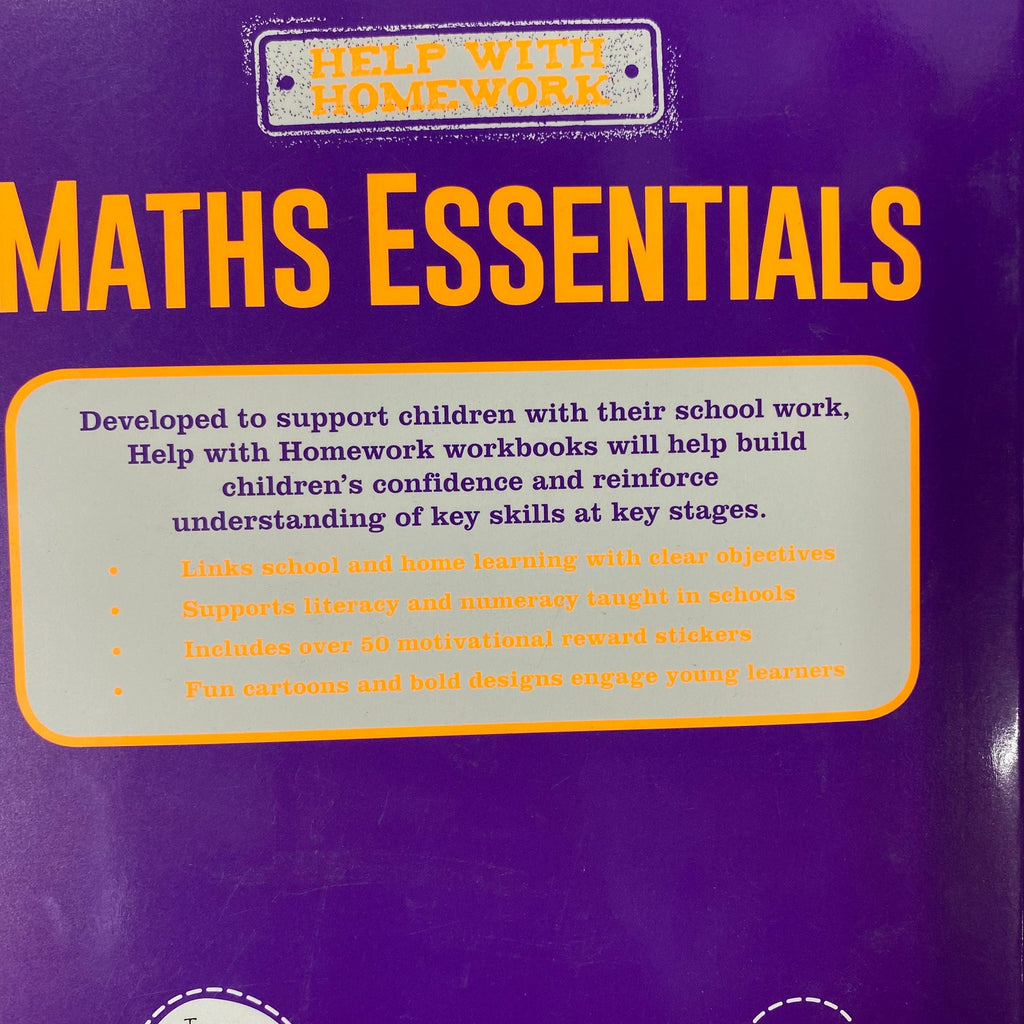 HELP WITH
HOMEWORK
MATHS ESSENTIALS
Developed to support children with their school work,
Help with Homework workbooks will help build
children's confidence and reinforce
understanding of key skills at key stages.
• Links school and home learning with clear objectives
• Supports literacy and numeracy taught in schools
• Includes over 50 motivational reward stickers
• Fun cartoons and bold designs engage young learners